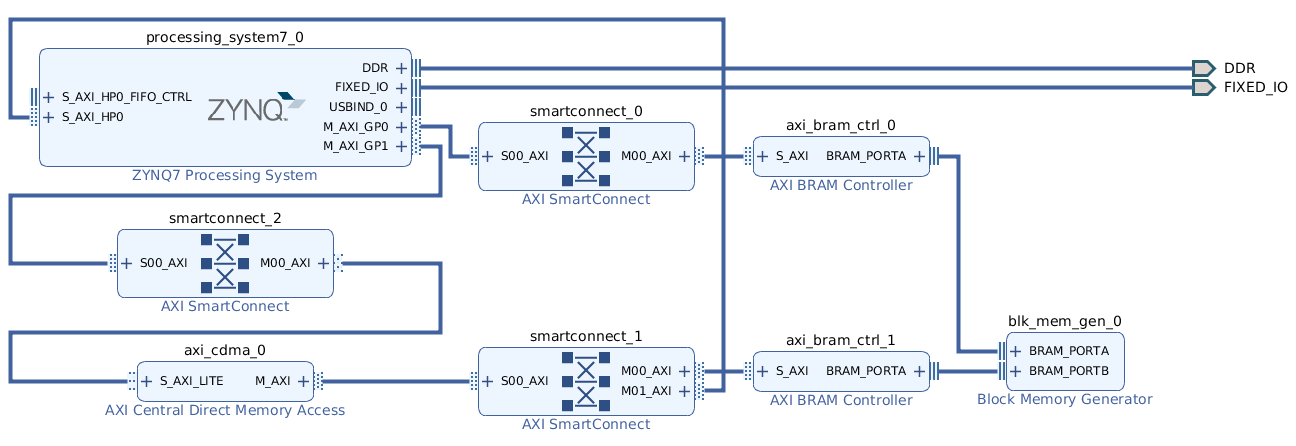 processing_system7_0
DDR
FIXED_IO
S_AXI_HP0_FIFO_CTRL
USBIND_0
S_AXI_HP0
M_AXI_GP0
M_AXI_GP1
ZYNQ™
ZYNQ7 Processing System
DDR
FIXED_IO
smartconnect_0
S00_AXI M00_AXI
AXI SmartConnect
axi_bram_ctrl_0
S_AXI BRAM_PORTA
AXI BRAM Controller
smartconnect_2
S00_AXI M00_AXI
AXI SmartConnect
axi_cdma_0
S_AXI_LITE M_AXI
AXI Central Direct Memory Access
smartconnect_1
S00_AXI M00_AXI
M01_AXI
AXI SmartConnect
axi_bram_ctrl_1
S_AXI BRAM_PORTA
AXI BRAM Controller
blk_mem_gen_0
BRAM_PORTA
BRAM_PORTB
Block Memory Generator